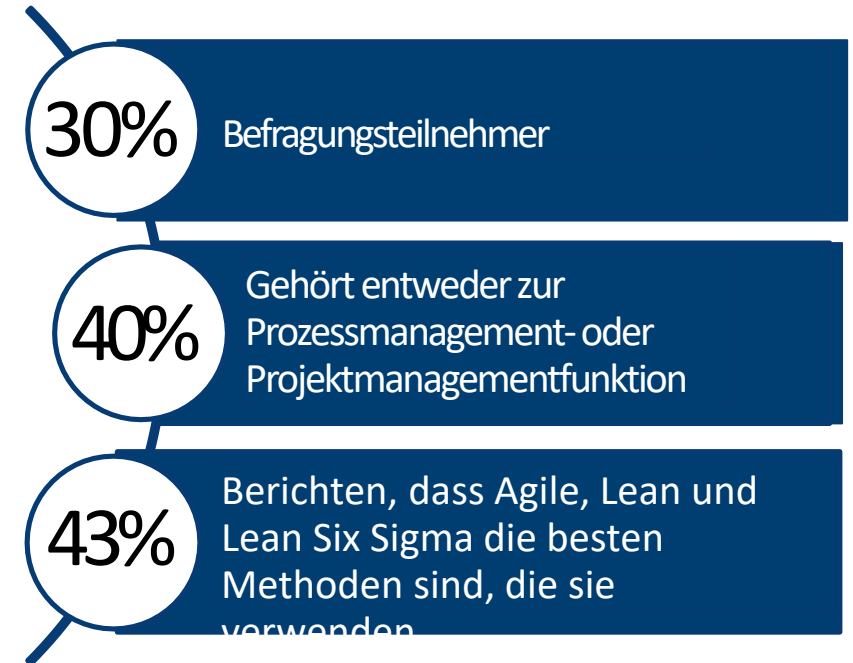 30%
Befragungsteilnehmer
40%
Gehört entweder zur
Prozessmanagement- oder
Projektmanagementfunktion
43%
Berichten, dass Agile, Lean und
Lean Six Sigma die besten
Methoden sind, die sie
verwenden